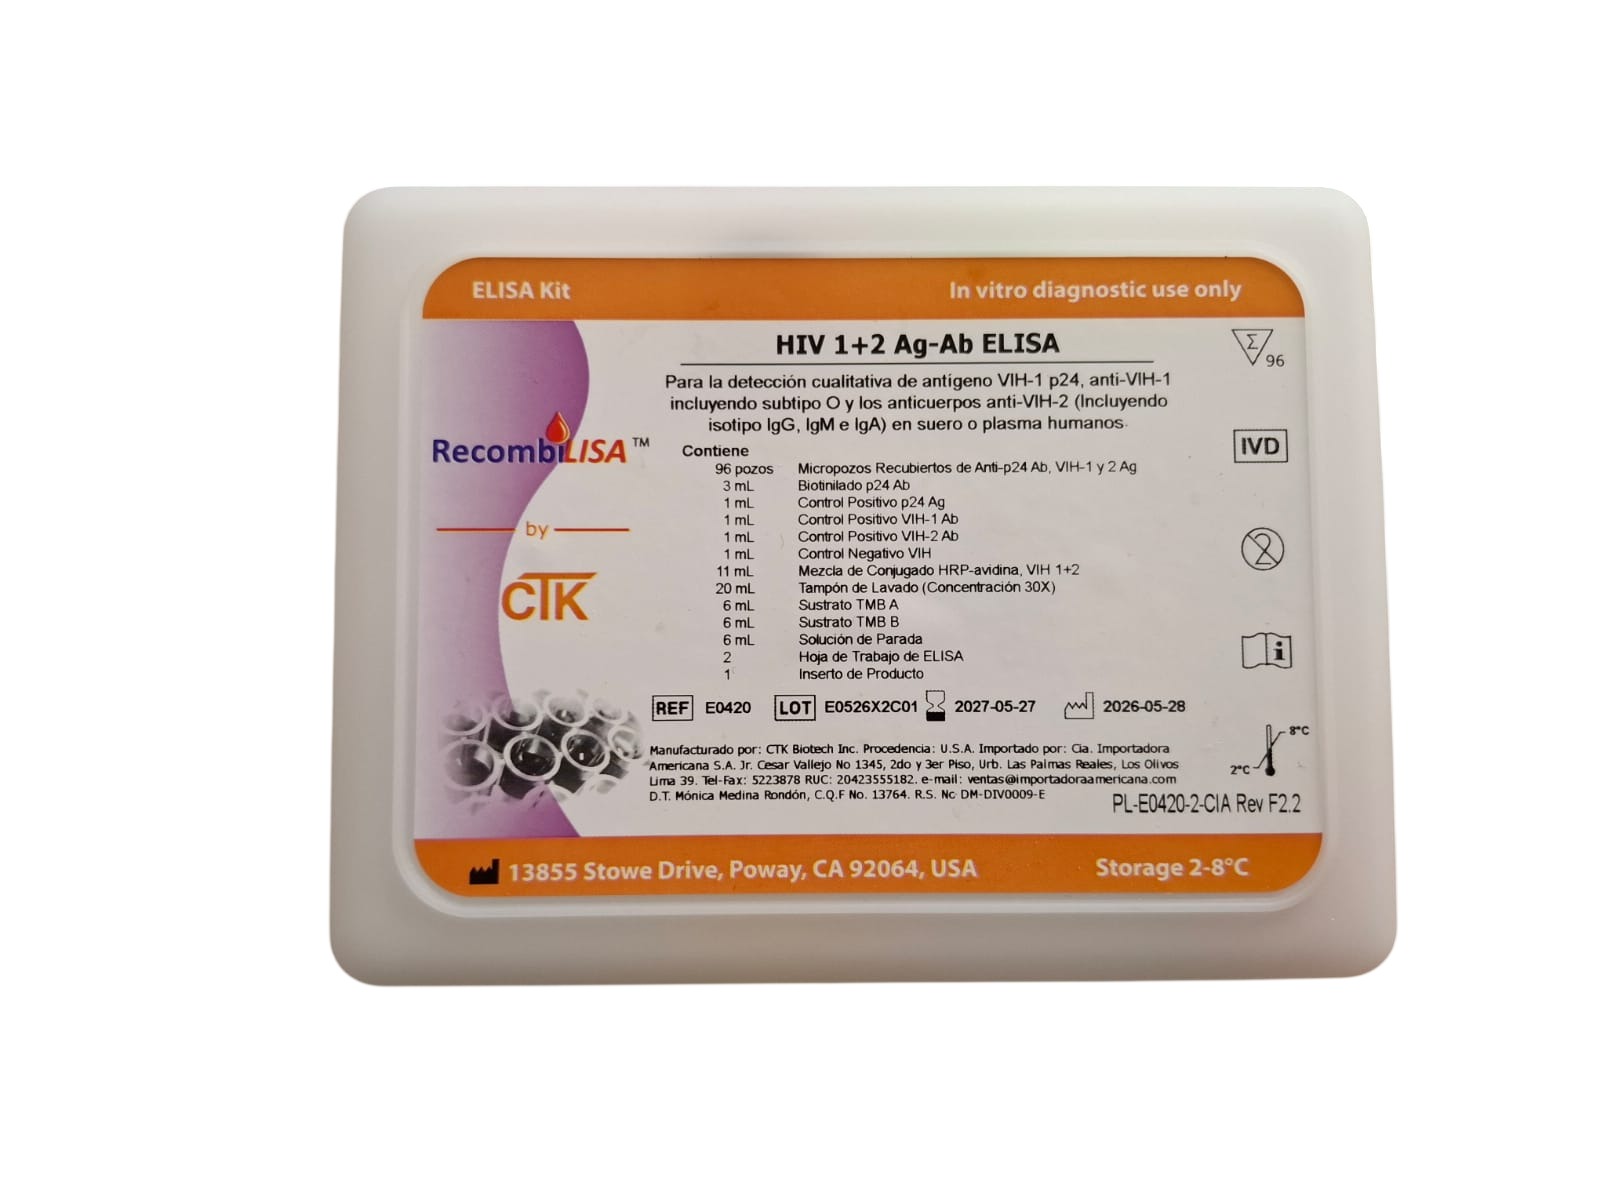 ELISA Kit
In vitro diagnostic use only
HIV 1+2 Ag-Ab ELISA
Σ
96
Para la detección cualitativa de antígeno VIH-1 p24, anti-VIH-1
incluyendo subtipo O y los anticuerpos anti-VIH-2 (Incluyendo
isotipo IgG, IgM e IgA) en suero o plasma humanos.
RecombiLISA™
by
CTK
IVD
Contiene
96 pozos Micropozos Recubiertos de Anti-p24 Ab, VIH-1 y 2 Ag
3 mL Biotinilado p24 Ab
1 mL Control Positivo p24 Ag
1 mL Control Positivo VIH-1 Ab
1 mL Control Positivo VIH-2 Ab
1 mL Control Negativo VIH
11 mL Mezcla de Conjugado HRP-avidina, VIH 1+2
20 mL Tampón de Lavado (Concentración 30X)
6 mL Sustrato TMB A
6 mL Sustrato TMB B
6 mL Solución de Parada
2 Hoja de Trabajo de ELISA
1 Inserto de Producto
2
i
REF E0420 LOT E0526X2C01 2027-05-27 2026-05-28
8°C
2°C
Manufacturado por: CTK Biotech Inc. Procedencia: U.S.A. Importado por: Cia. Importadora
Americana S.A. Jr. Cesar Vallejo No 1345, 2do y 3er Piso, Urb. Las Palmas Reales, Los Olivos
Lima 39. Tel-Fax: 5223878 RUC: 20423555182. e-mail: ventas@importadoraamericana.com
D.T. Mónica Medina Rondón, C.Q.F No. 13764. R.S. Nc DM-DIV0009-E
PL-E0420-2-CIA Rev F2.2
13855 Stowe Drive, Poway, CA 92064, USA
Storage 2-8°C